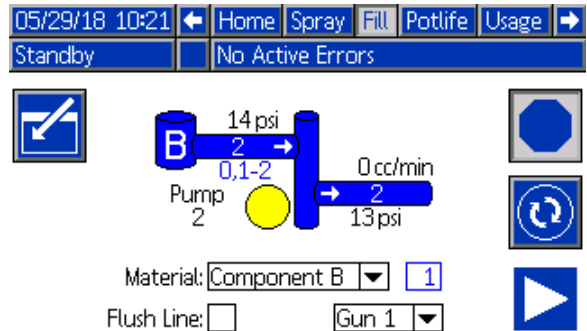 05/29/18 10:21 Home Spray Fill Potlife Usage
Standby No Active Errors
14 psi
B 2
0,1-2
0 cc/min
Pump
2
2
13 psi
Material: Component B 1
Flush Line: Gun 1